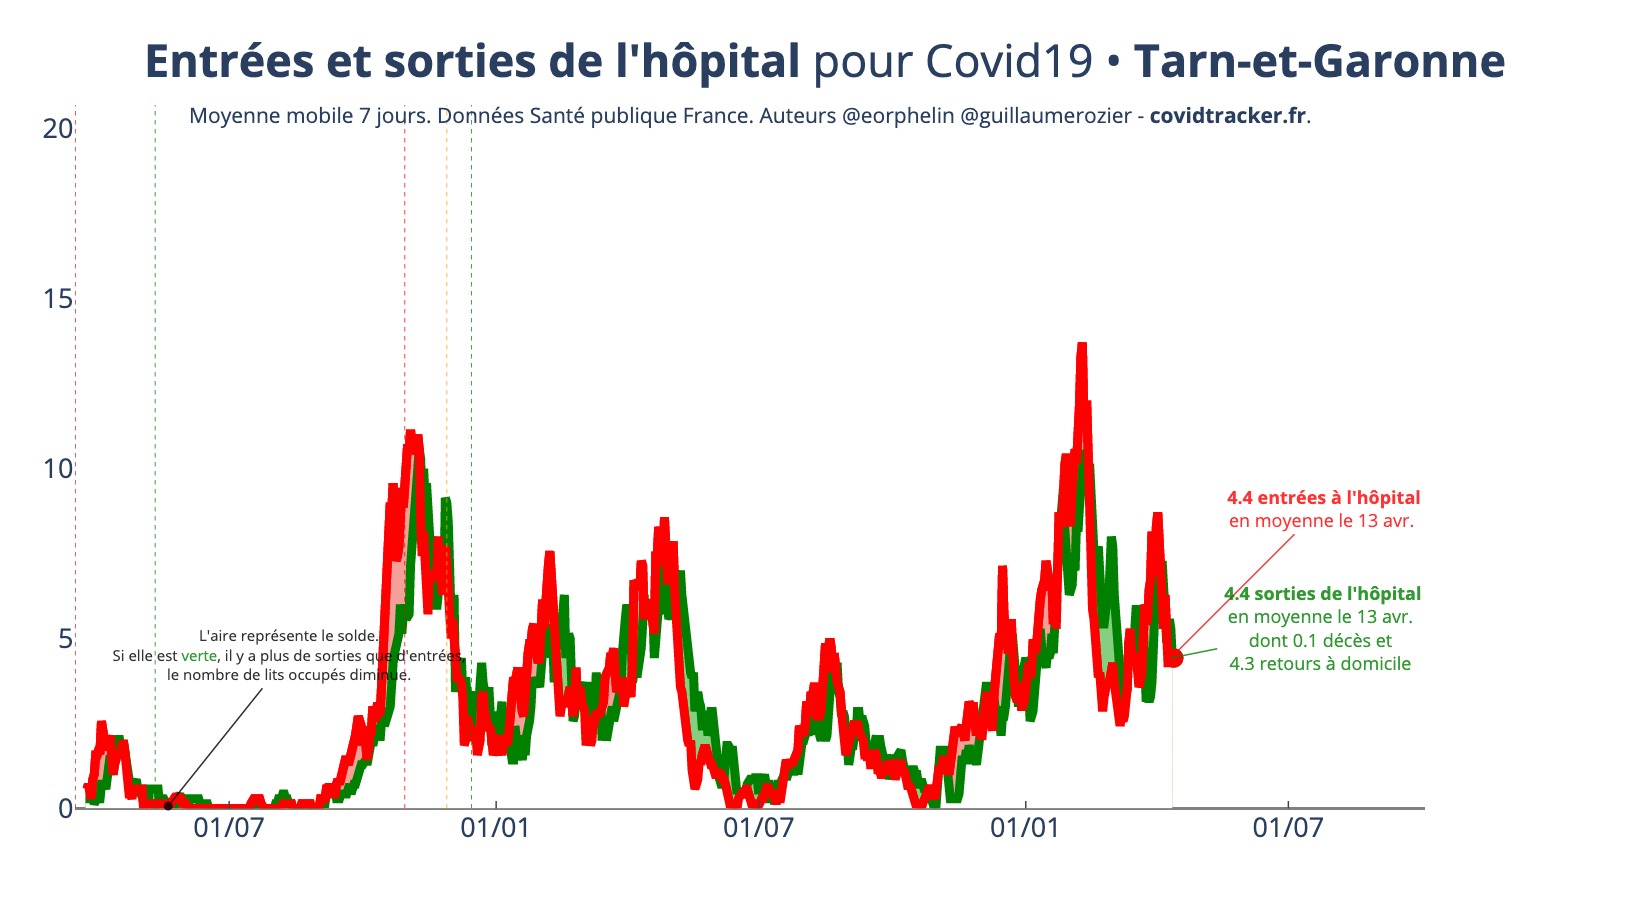 Entrées et sorties de l'hôpital pour Covid19 • Tarn-et-Garonne
Moyenne mobile 7 jours. Données Santé publique France. Auteurs @eorphelin @guillaumerozier - covidtracker.fr.
20
15
10
5
0
L'aire représente le solde.
Si elle est verte, il y a plus de sorties que d'entrées,
le nombre de lits occupés diminue.
4.4 entrées à l'hôpital
en moyenne le 13 avr.
4.4 sorties de l'hôpital
en moyenne le 13 avr.
dont 0.1 décès et
4.3 retours à domicile
01/07
01/01
01/07
01/01
01/07